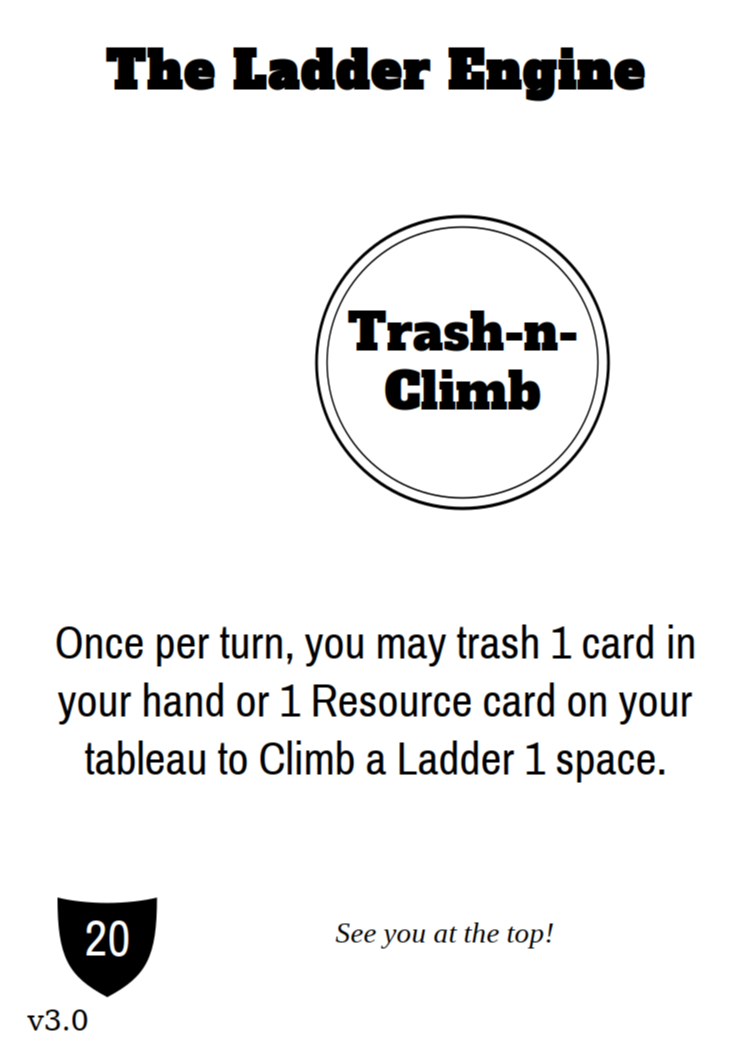 The Ladder Engine
Trash-n-
Climb
Once per turn, you may trash 1 card in
your hand or 1 Resource card on your
tableau to Climb a Ladder 1 space.
20
See you at the top!
v3.0